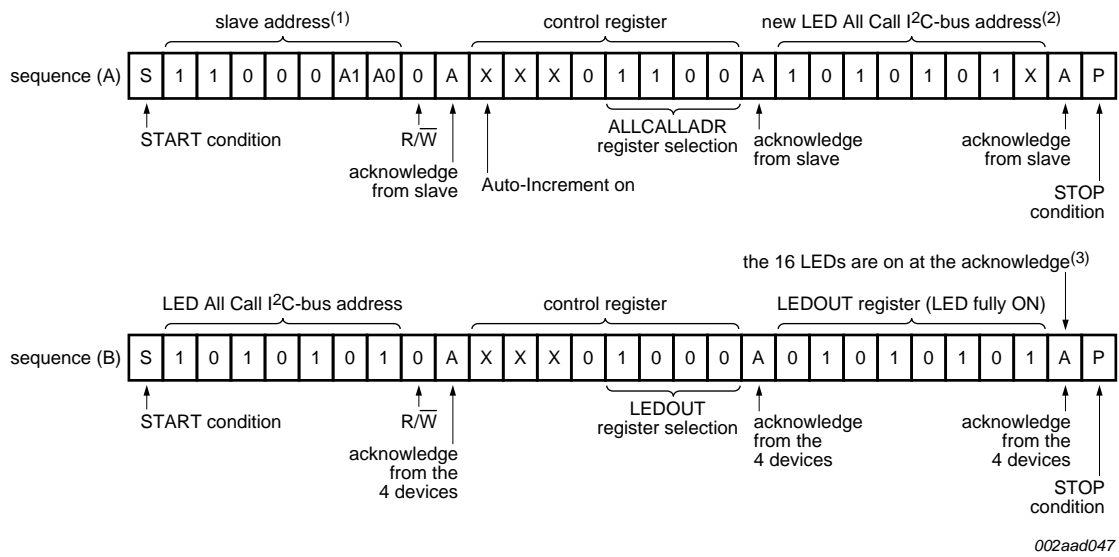 slave address(1) control register new LED All Call I2C-bus address(2)
sequence (A) S 1 1 0 0 0 A1 A0 0 A X X X 0 1 1 0 0 A 1 0 1 0 1 0 1 X A P
START condition R/W ALLCALLADR register selection acknowledge from slave acknowledge from slave
acknowledge from slave Auto-Increment on STOP condition
the 16 LEDs are on at the acknowledge(3)
LED All Call I2C-bus address control register LEDOUT register (LED fully ON)
sequence (B) S 1 0 1 0 1 0 1 0 A X X X 0 1 0 0 0 A 0 1 0 1 0 1 0 1 A P
START condition R/W LEDOUT register selection acknowledge from the 4 devices acknowledge from the 4 devices
acknowledge from the 4 devices STOP condition
002aad047